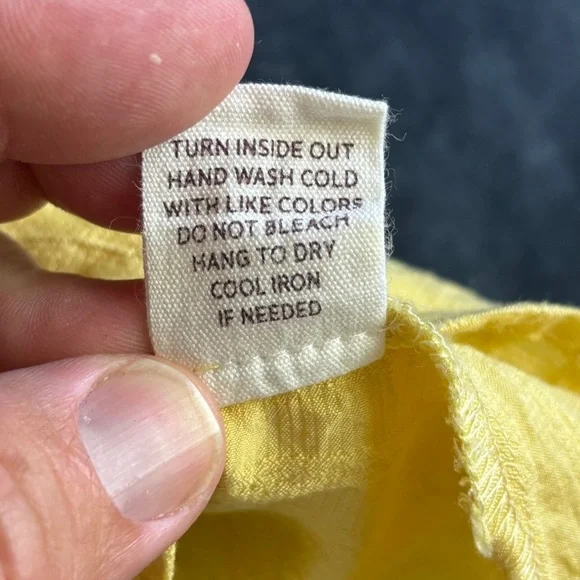 TURN INSIDE OUT
HAND WASH COLD
WITH LIKE COLORS
DO NOT BLEACH
HANG TO DRY
COOL IRON
IF NEEDED